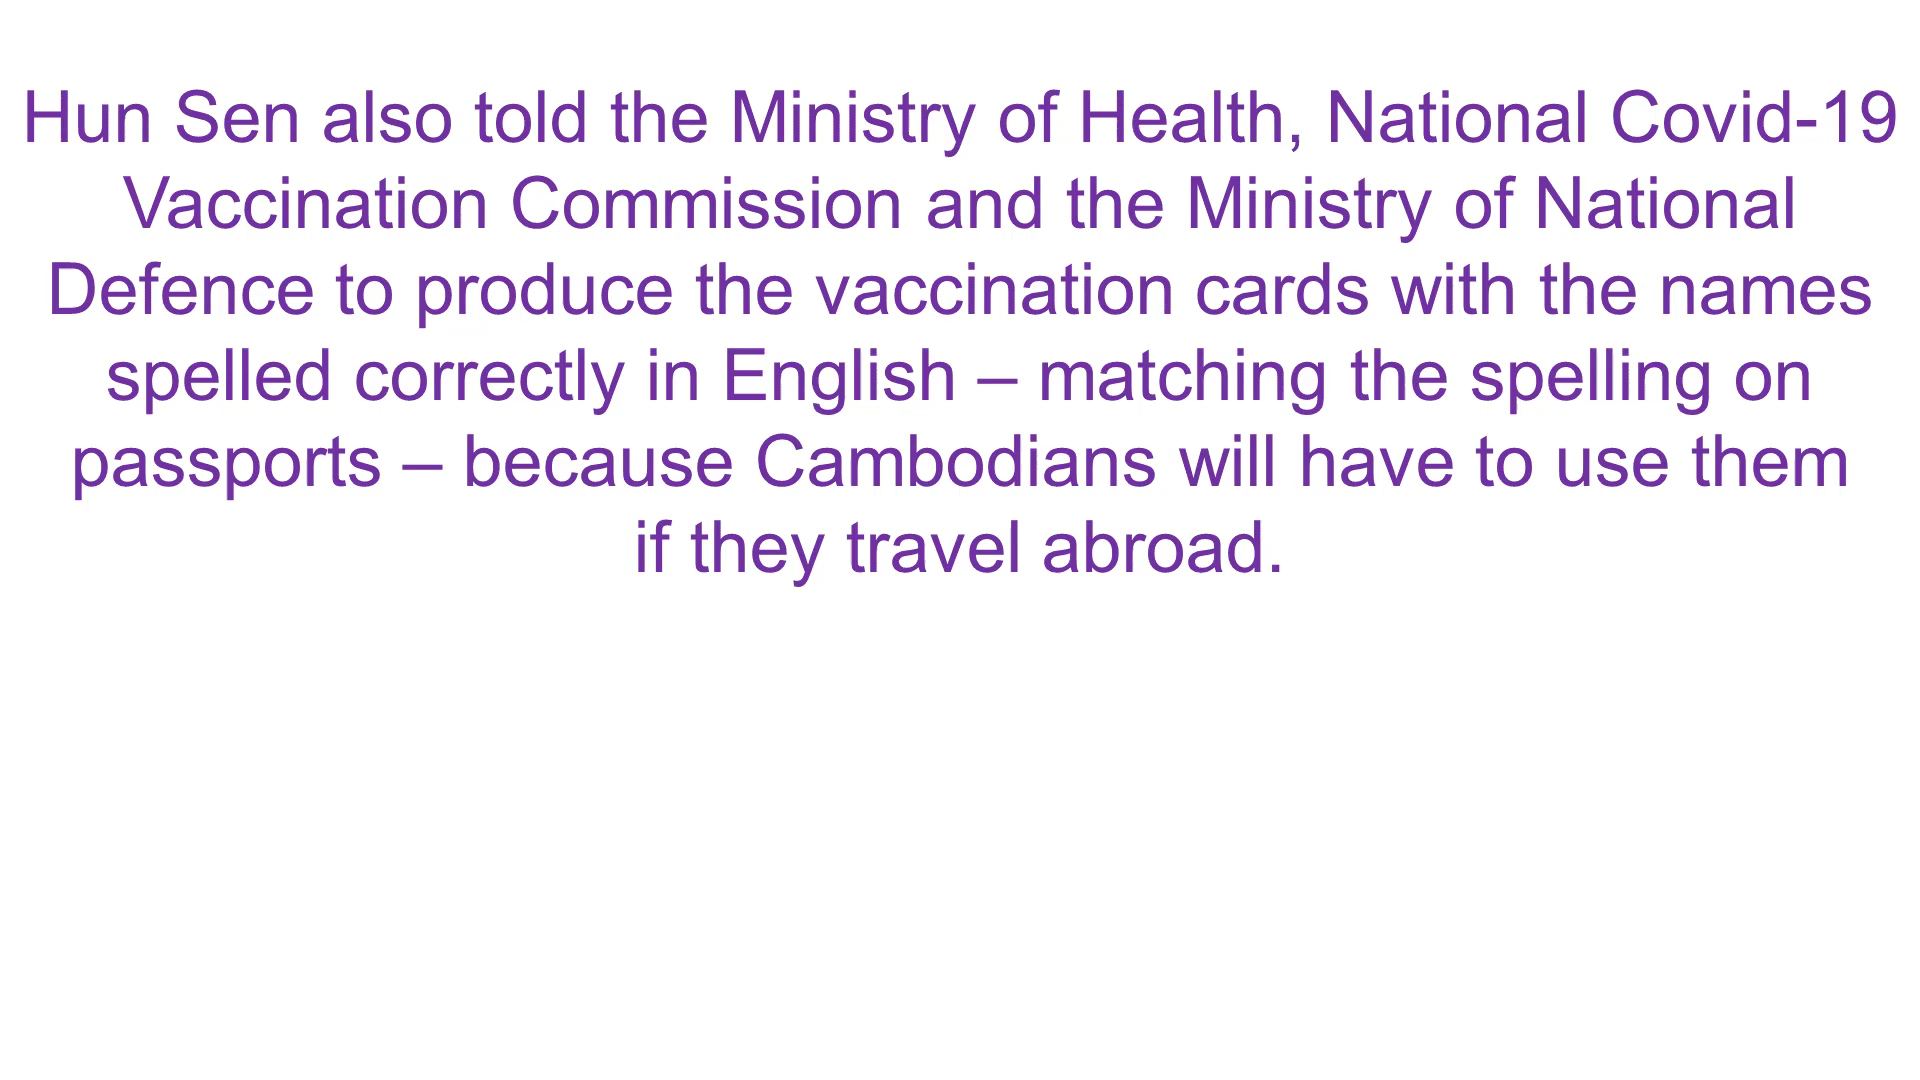 Hun Sen also told the Ministry of Health, National Covid-19
Vaccination Commission and the Ministry of National
Defence to produce the vaccination cards with the names
spelled correctly in English – matching the spelling on
passports – because Cambodians will have to use them
if they travel abroad.